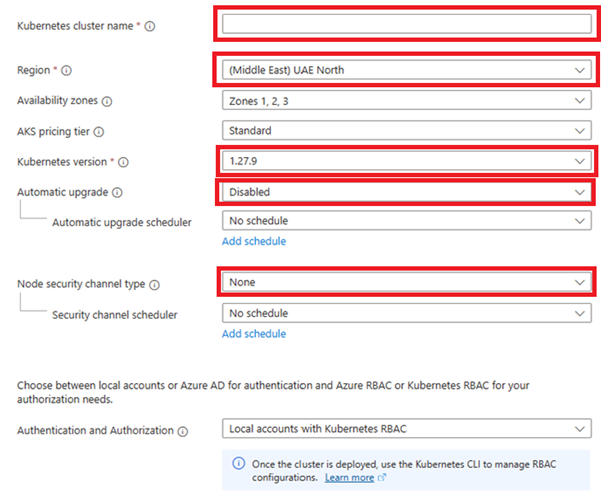 Kubernetes cluster name *
Region * (Middle East) UAE North
Availability zones Zones 1, 2, 3
AKS pricing tier Standard
Kubernetes version * 1.27.9
Automatic upgrade Disabled
Automatic upgrade scheduler No schedule
Add schedule
Node security channel type None
Security channel scheduler No schedule
Add schedule
Choose between local accounts or Azure AD for authentication and Azure RBAC or Kubernetes RBAC for your
authorization needs.
Authentication and Authorization Local accounts with Kubernetes RBAC
Once the cluster is deployed, use the Kubernetes CLI to manage RBAC
configurations. Learn more